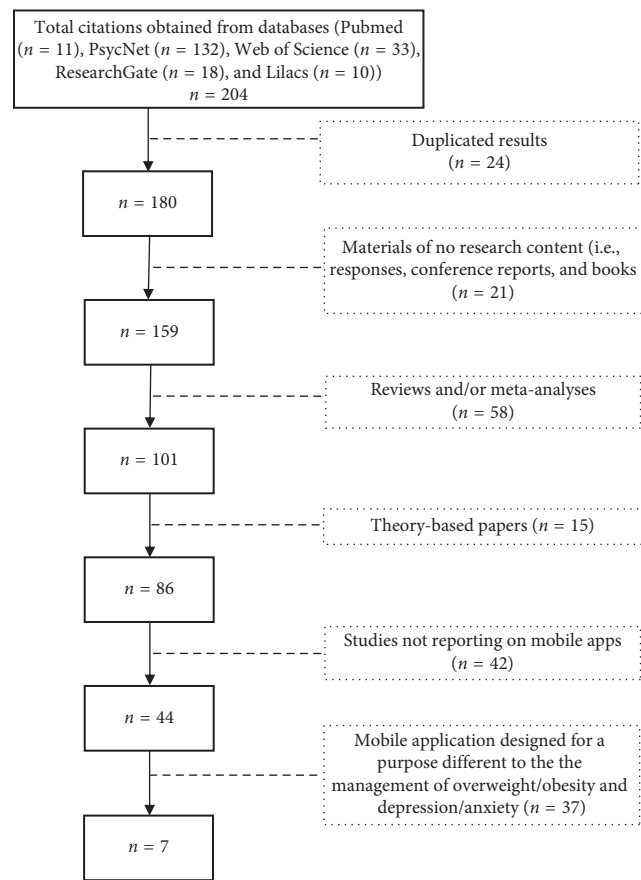 Total citations obtained from databases (Pubmed
(n = 11), PsycNet (n = 132), Web of Science (n = 33),
ResearchGate (n = 18), and Lilacs (n = 10))
n = 204
Duplicated results
(n = 24)
n = 180
Materials of no research content (i.e.,
responses, conference reports, and books
(n = 21)
n = 159
Reviews and/or meta-analyses
(n = 58)
n = 101
Theory-based papers (n = 15)
n = 86
Studies not reporting on mobile apps
(n = 42)
n = 44
Mobile application designed for a
purpose different to the the
management of overweight/obesity and
depression/anxiety (n = 37)
n = 7